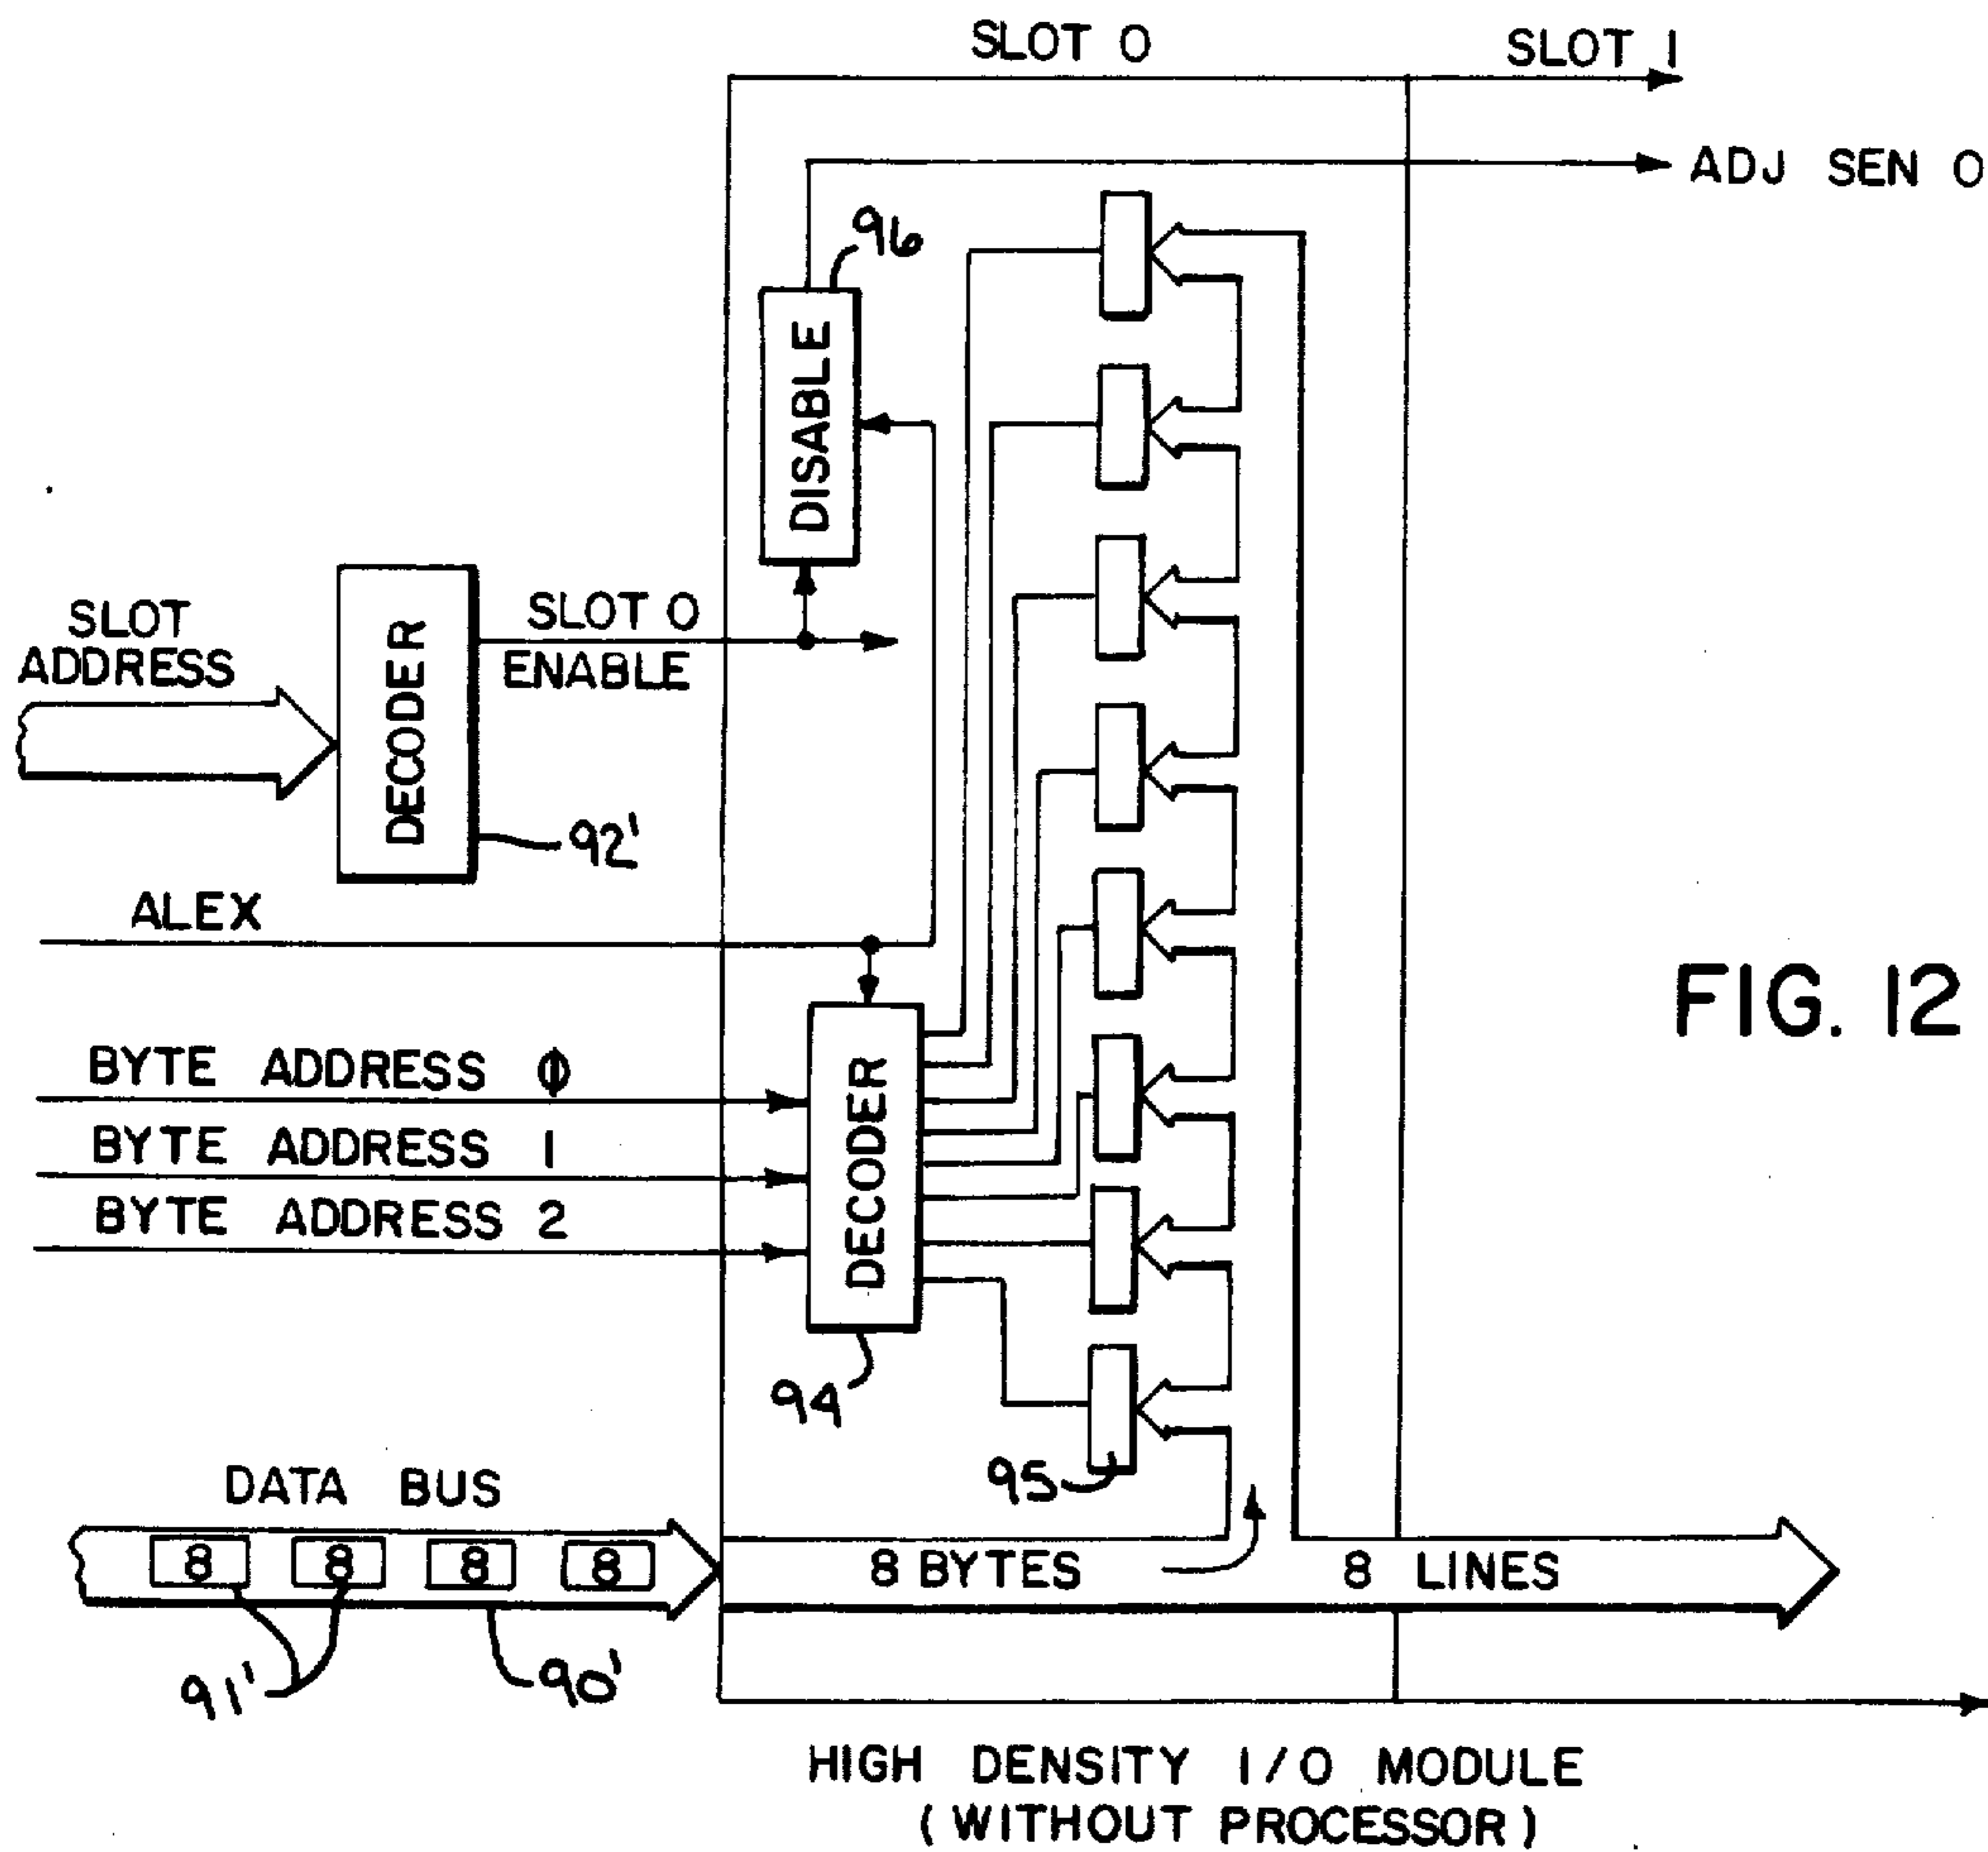 SLOT 0
SLOT 1
ADJ SEN 0
96
DISABLE
SLOT
ADDRESS
DECODER
SLOT 0
ENABLE
92'
ALEX
FIG. 12
BYTE ADDRESS ϕ
BYTE ADDRESS 1
BYTE ADDRESS 2
DECODER
94
95
DATA BUS
8 8 8 8
8 BYTES
8 LINES
91'
90'
HIGH DENSITY I/O MODULE
(WITHOUT PROCESSOR)